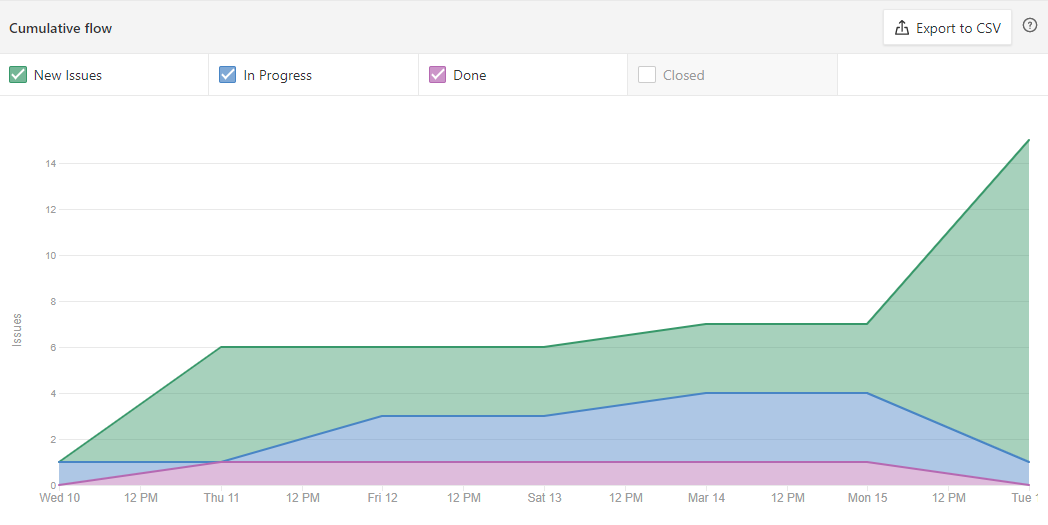 Cumulative flow
Export to CSV
?
New Issues
In Progress
Done
Closed
14
12
10
8
6
4
2
0
Issues
Wed 10 12 PM Thu 11 12 PM Fri 12 12 PM Sat 13 12 PM Mar 14 12 PM Mon 15 12 PM Tue